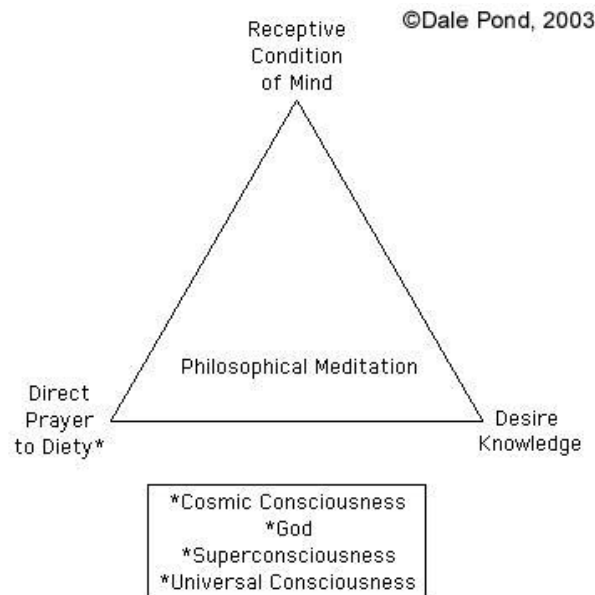 ©Dale Pond, 2003
Receptive
Condition
of Mind
Philosophical Meditation
Direct
Prayer
to Diety*
Desire
Knowledge
*Cosmic Consciousness
*God
*Superconsciousness
*Universal Consciousness